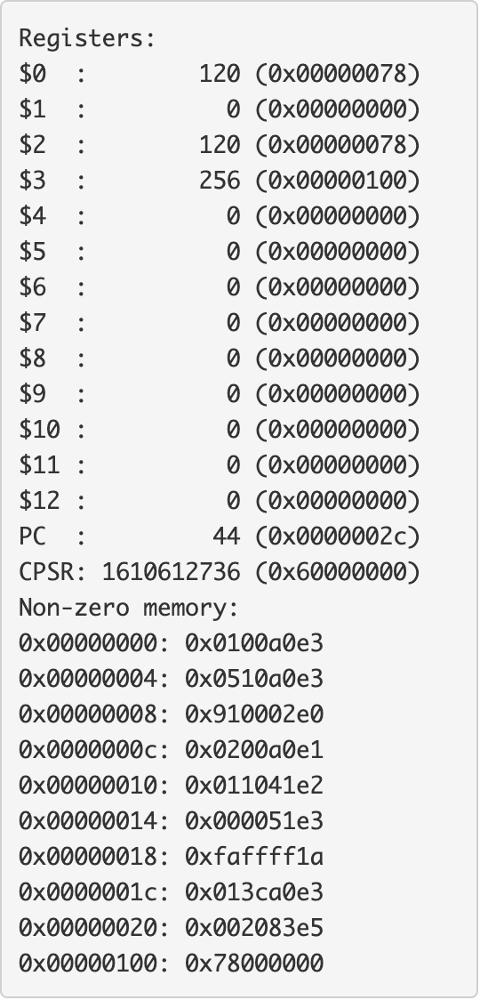 Registers:
$0  :        120 (0x00000078)
$1  :          0 (0x00000000)
$2  :        120 (0x00000078)
$3  :        256 (0x00000100)
$4  :          0 (0x00000000)
$5  :          0 (0x00000000)
$6  :          0 (0x00000000)
$7  :          0 (0x00000000)
$8  :          0 (0x00000000)
$9  :          0 (0x00000000)
$10 :          0 (0x00000000)
$11 :          0 (0x00000000)
$12 :          0 (0x00000000)
PC  :         44 (0x0000002c)
CPSR: 1610612736 (0x60000000)
Non-zero memory:
0x00000000: 0x0100a0e3
0x00000004: 0x0510a0e3
0x00000008: 0x910002e0
0x0000000c: 0x0200a0e1
0x00000010: 0x011041e2
0x00000014: 0x000051e3
0x00000018: 0xfaffff1a
0x0000001c: 0x013ca0e3
0x00000020: 0x002083e5
0x00000100: 0x78000000